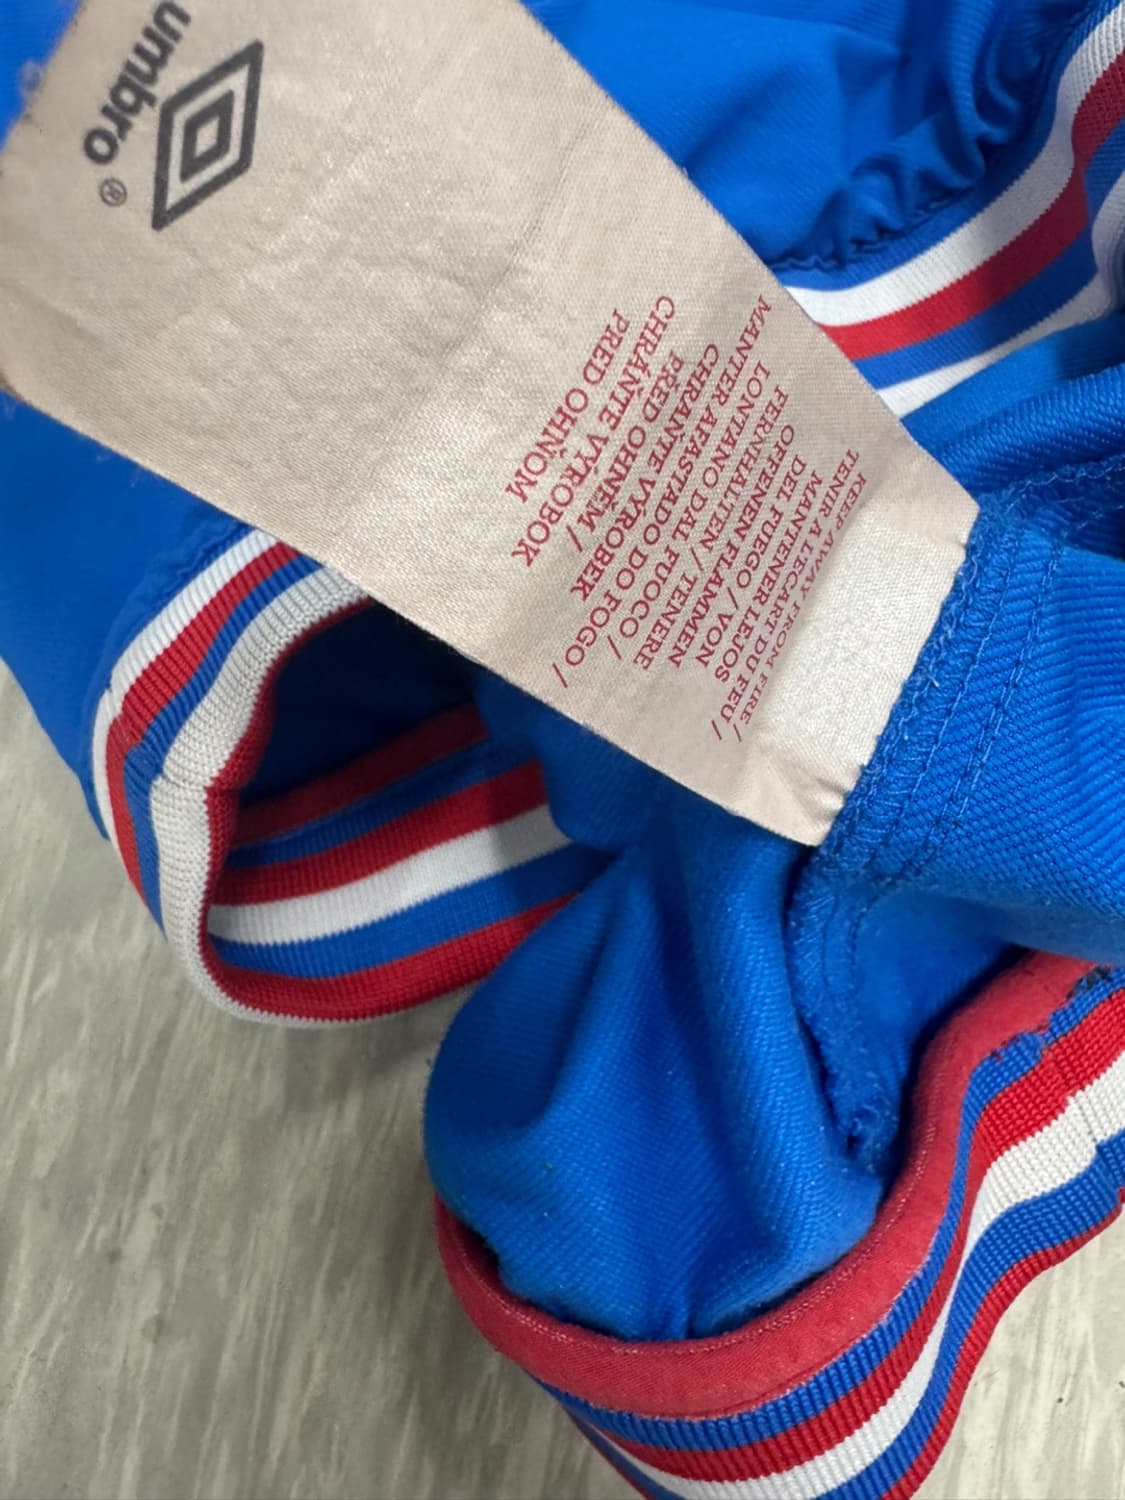 KEEP AWAY FROM FIRE /
TENIR A L'ECART DU FEU /
MANTENER LEJOS
DEL FUEGO / VON
OFFENEN FLAMMEN
FERNHALTEN / TENERE
LONTANO DAL FUOCO /
MANTER AFASTADO DO FOGO /
CHRAŇTE VÝROBEK
PŘED OHNĚM /
CHRÁŇTE VÝROBOK
PRED OHŇOM
umbro®